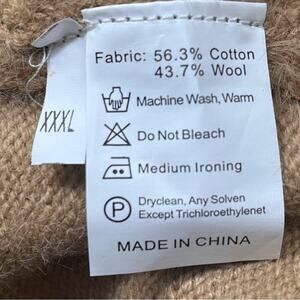 XXXL
Fabric: 56.3% Cotton
43.7% Wool
Machine Wash, Warm
Do Not Bleach
Medium Ironing
P
Dryclean, Any Solven
Except Trichloroethylenet
MADE IN CHINA